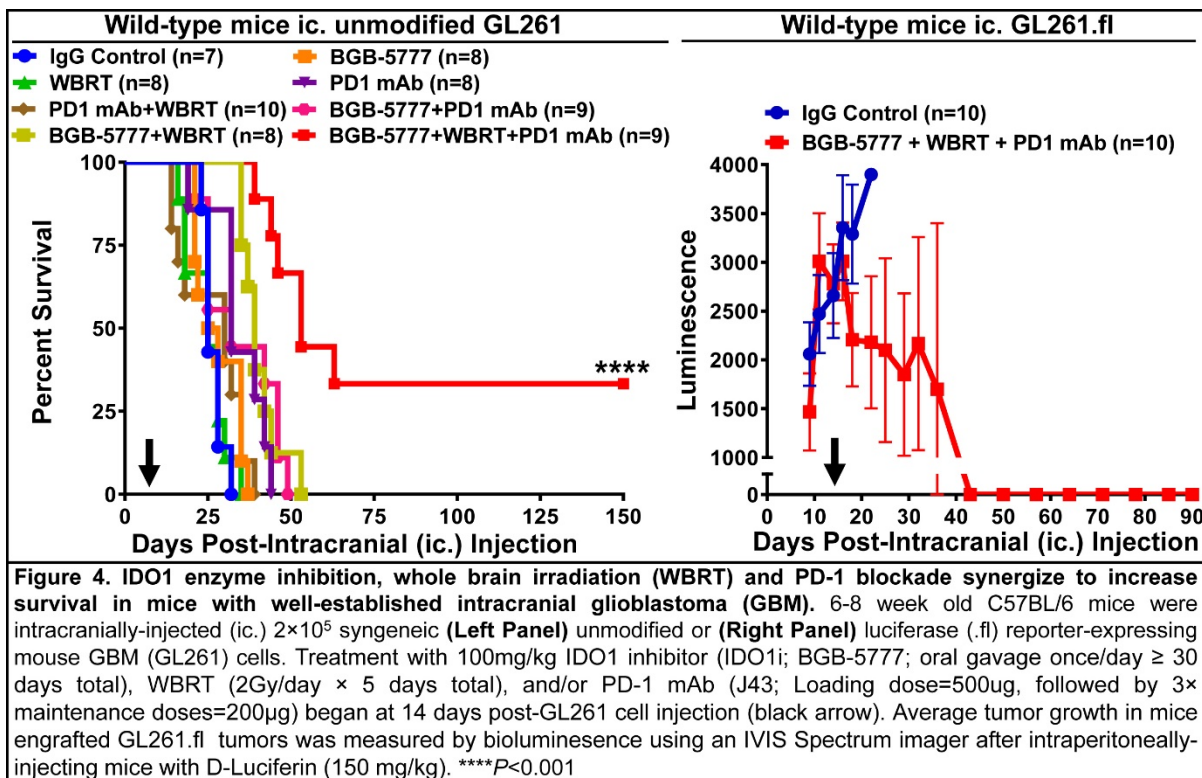 Wild-type mice ic. unmodified GL261
IgG Control (n=7)
BGB-5777 (n=8)
WBRT (n=8)
PD1 mAb (n=8)
PD1 mAb+WBRT (n=10)
BGB-5777+PD1 mAb (n=9)
BGB-5777+WBRT (n=8)
BGB-5777+WBRT+PD1 mAb (n=9)
Percent Survival
100
75
50
25
0
****
0 25 50 75 100 125 150
Days Post-Intracranial (ic.) Injection
Wild-type mice ic. GL261.fl
IgG Control (n=10)
BGB-5777 + WBRT + PD1 mAb (n=10)
Luminescence
4000
3500
3000
2500
2000
1500
1000
0
0 10 20 30 40 50 60 70 80 90
Days Post-Intracranial (ic.) Injection
Figure 4. IDO1 enzyme inhibition, whole brain irradiation (WBRT) and PD-1 blockade synergize to increase
survival in mice with well-established intracranial glioblastoma (GBM). 6-8 week old C57BL/6 mice were
intracranially-injected (ic.) 2×10⁵ syngeneic (Left Panel) unmodified or (Right Panel) luciferase (.fl) reporter-expressing
mouse GBM (GL261) cells. Treatment with 100mg/kg IDO1 inhibitor (IDO1i; BGB-5777; oral gavage once/day ≥ 30
days total), WBRT (2Gy/day × 5 days total), and/or PD-1 mAb (J43; Loading dose=500ug, followed by 3×
maintenance doses=200µg) began at 14 days post-GL261 cell injection (black arrow). Average tumor growth in mice
engrafted GL261.fl tumors was measured by bioluminesence using an IVIS Spectrum imager after intraperitoneally-
injecting mice with D-Luciferin (150 mg/kg). ****P<0.001